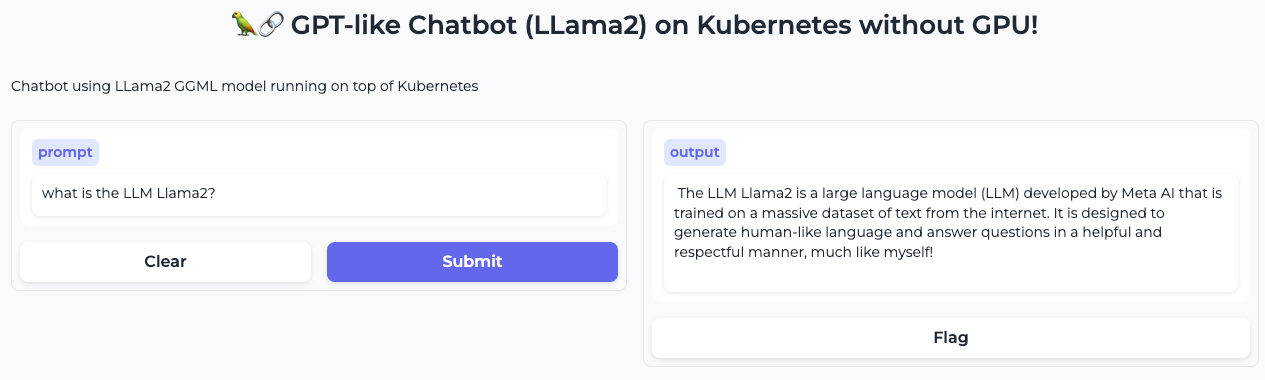 🦜🔗 GPT-like Chatbot (LLama2) on Kubernetes without GPU!
Chatbot using LLama2 GGML model running on top of Kubernetes
prompt
what is the LLM Llama2?
Clear
Submit
output
The LLM Llama2 is a large language model (LLM) developed by Meta AI that is
trained on a massive dataset of text from the internet. It is designed to
generate human-like language and answer questions in a helpful and
respectful manner, much like myself!
Flag